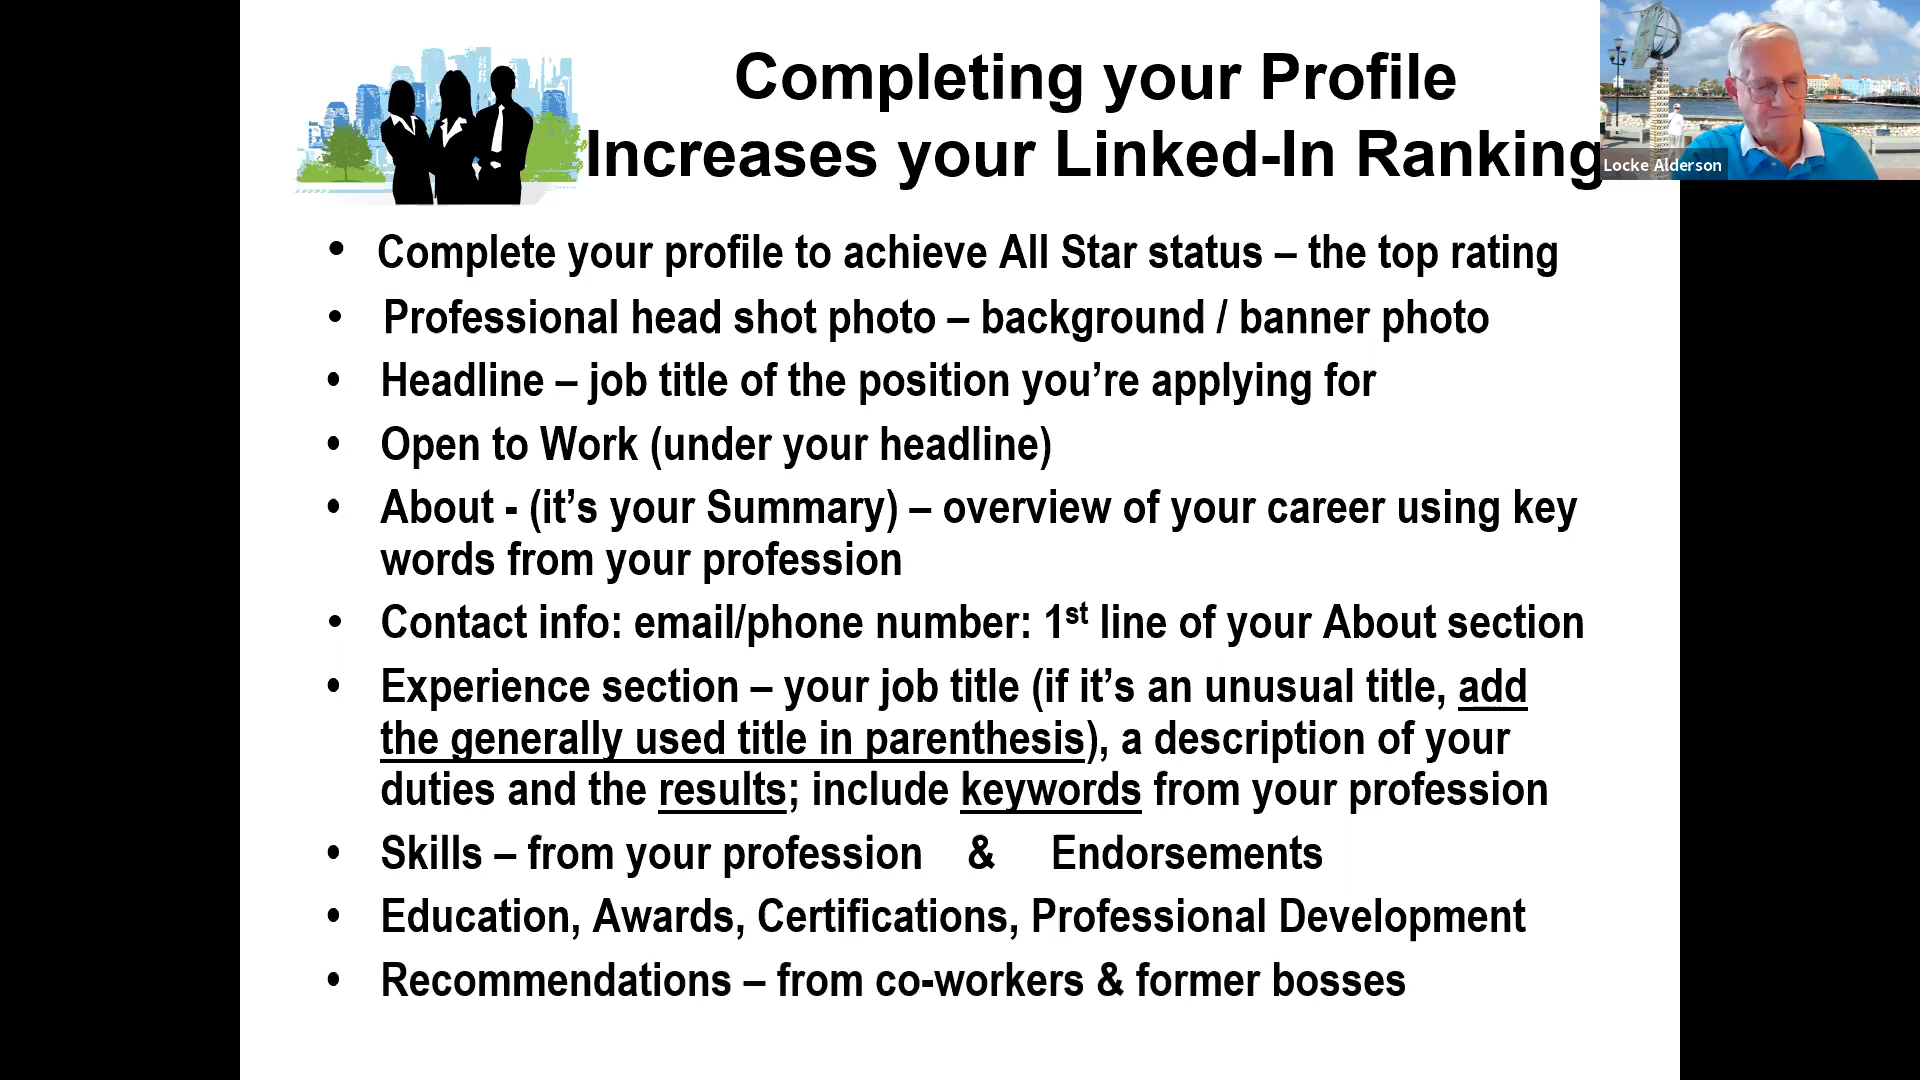 Completing your Profile
Increases your Linked-In Ranking
Locke Alderson
• Complete your profile to achieve All Star status – the top rating
• Professional head shot photo – background / banner photo
• Headline – job title of the position you’re applying for
• Open to Work (under your headline)
• About - (it’s your Summary) – overview of your career using key
words from your profession
• Contact info: email/phone number: 1st line of your About section
• Experience section – your job title (if it’s an unusual title, add
the generally used title in parenthesis), a description of your
duties and the results; include keywords from your profession
• Skills – from your profession & Endorsements
• Education, Awards, Certifications, Professional Development
• Recommendations – from co-workers & former bosses